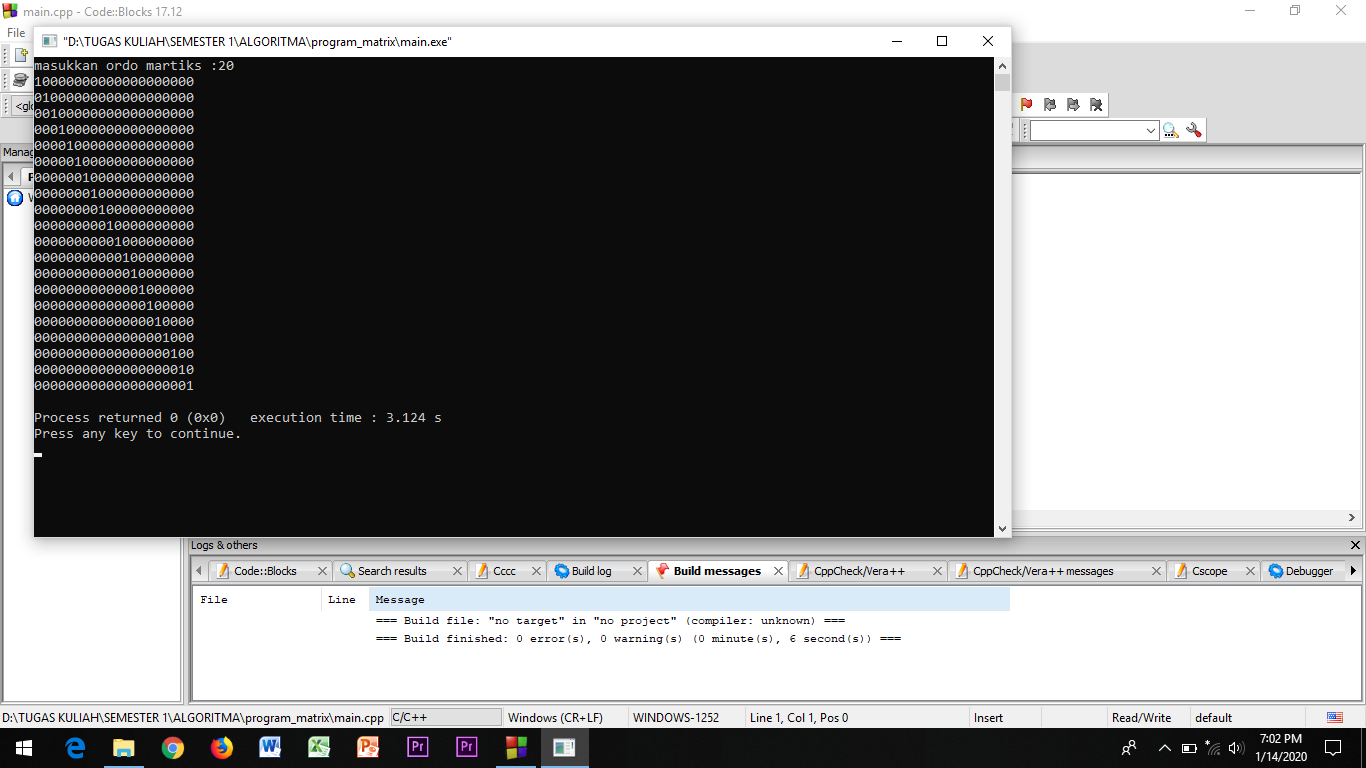 main.cpp - Code::Blocks 17.12
File
"D:\TUGAS KULIAH\SEMESTER 1\ALGORITMA\program_matrix\main.exe"
masukkan ordo martiks :20
10000000000000000000
01000000000000000000
00100000000000000000
00010000000000000000
00001000000000000000
00000100000000000000
00000010000000000000
00000001000000000000
00000000100000000000
00000000010000000000
00000000001000000000
00000000000100000000
00000000000010000000
00000000000001000000
00000000000000100000
00000000000000010000
00000000000000001000
00000000000000000100
00000000000000000010
00000000000000000001
Process returned 0 (0x0)   execution time : 3.124 s
Press any key to continue.
Manag
Logs & others
Code::Blocks Search results Cccc Build log Build messages CppCheck/Vera++ CppCheck/Vera++ messages Cscope Debugger
File Line Message
=== Build file: "no target" in "no project" (compiler: unknown) ===
=== Build finished: 0 error(s), 0 warning(s) (0 minute(s), 6 second(s)) ===
D:\TUGAS KULIAH\SEMESTER 1\ALGORITMA\program_matrix\main.cpp C/C++ Windows (CR+LF) WINDOWS-1252 Line 1, Col 1, Pos 0 Insert Read/Write default
7:02 PM
1/14/2020